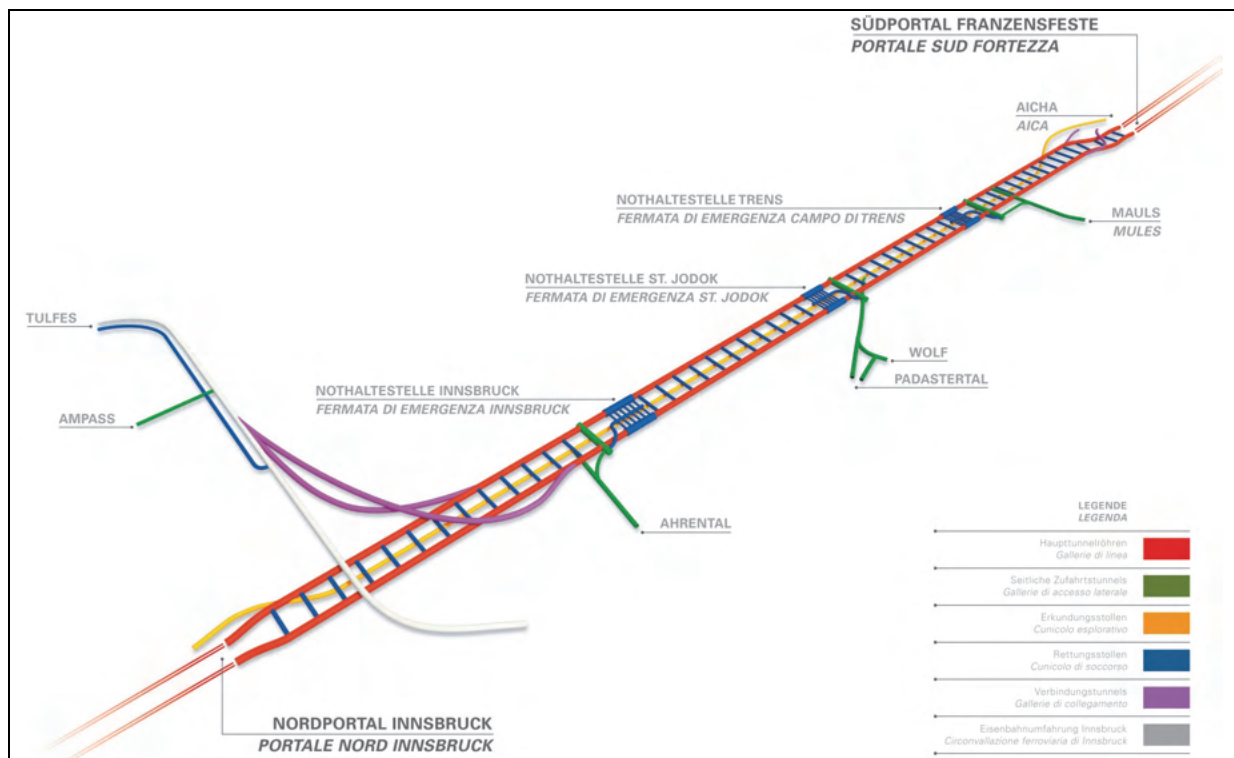 SÜDPORTAL FRANZENSFESTE
PORTALE SUD FORTEZZA
AICHA
AICA
NOTHALTESTELLE TRENS
FERMATA DI EMERGENZA CAMPO DI TRENS
MAULS
MULES
NOTHALTESTELLE ST. JODOK
FERMATA DI EMERGENZA ST. JODOK
TULFES
WOLF
PADASTERTAL
NOTHALTESTELLE INNSBRUCK
FERMATA DI EMERGENZA INNSBRUCK
AMPASS
AHRENTAL
LEGENDE
LEGENDA
Haupttunnelröhren
Gallerie di linea
Seitliche Zufahrtstunnels
Gallerie di accesso laterale
Erkundungsstollen
Cunicolo esplorativo
Rettungsstollen
Cunicolo di soccorso
Verbindungstunnels
Gallerie di collegamento
Eisenbahnumfahrung Innsbruck
Circonvallazione ferroviaria di Innsbruck
NORDPORTAL INNSBRUCK
PORTALE NORD INNSBRUCK